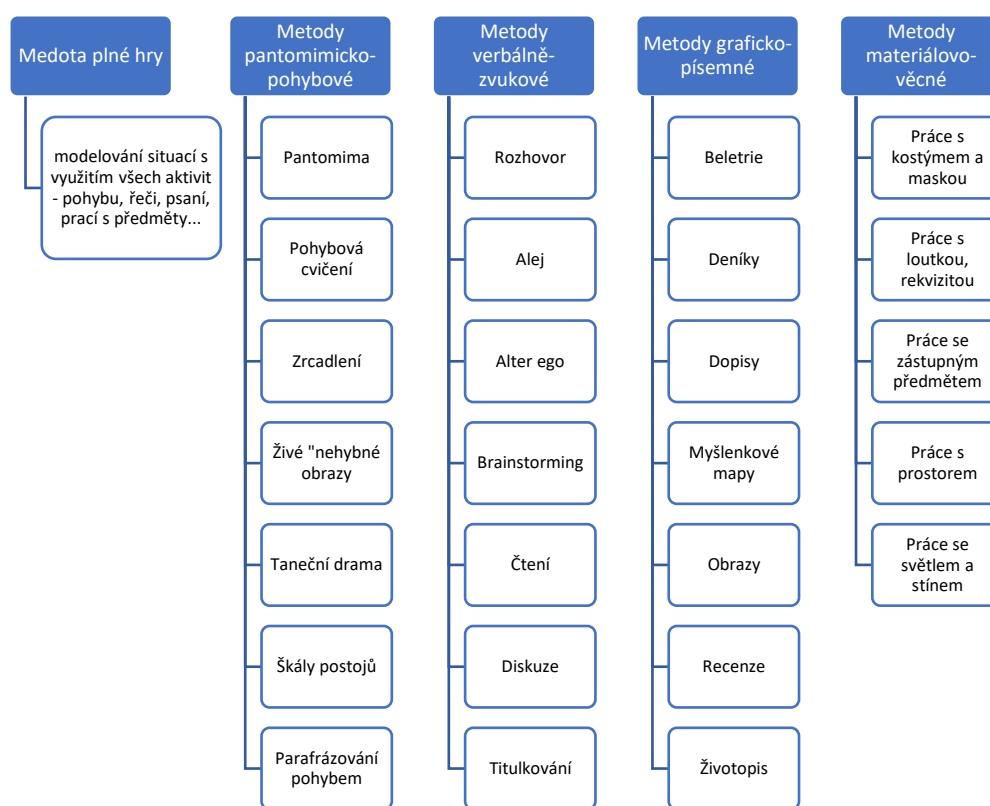 Medota plné hry
modelování situací s
využitím všech aktivit
- pohybu, řeči, psaní,
prací s předměty...
Metody
pantomimicko-
pohybové
Pantomima
Pohybová
cvičení
Zrcadlení
Živé "nehybné
obrazy
Taneční drama
Škály postojů
Parafrázování
pohybem
Metody
verbálně-
zvukové
Rozhovor
Alej
Alter ego
Brainstorming
Čtení
Diskuze
Titulkování
Metody graficko-
písemné
Beletrie
Deníky
Dopisy
Myšlenkové
mapy
Obrazy
Recenze
Životopis
Metody
materiálovo-
věcné
Práce s
kostýmem a
maskou
Práce s
loutkou,
rekvizitou
Práce se
zástupným
předmětem
Práce s
prostorem
Práce se
světlem a
stínem